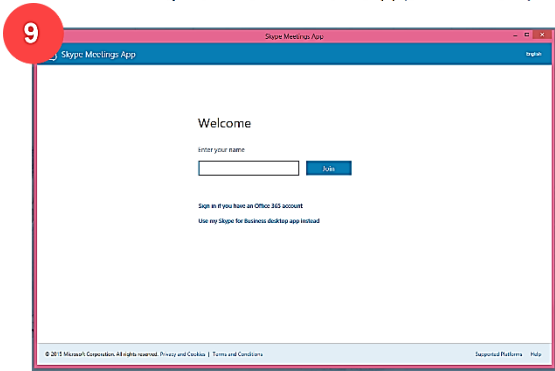 9
Skype Meetings App
Skype Meetings App
English
Welcome
Enter your name
Join
Sign in if you have an Office 365 account
Use my Skype for Business desktop app instead
© 2015 Microsoft Corporation. All rights reserved. Privacy and Cookies | Terms and Conditions
Supported Platforms Help